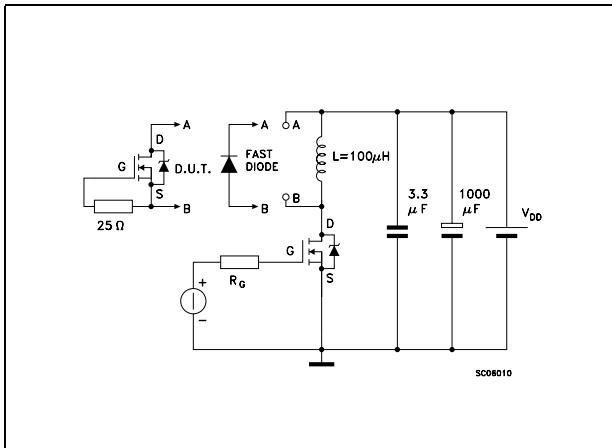 A
D
G
D.U.T.
S
B
25 Ω
A
FAST
DIODE
B
A
L=100μH
B
D
G
S
R_G
+
−
3.3
μF
1000
μF
V_DD
SC06010